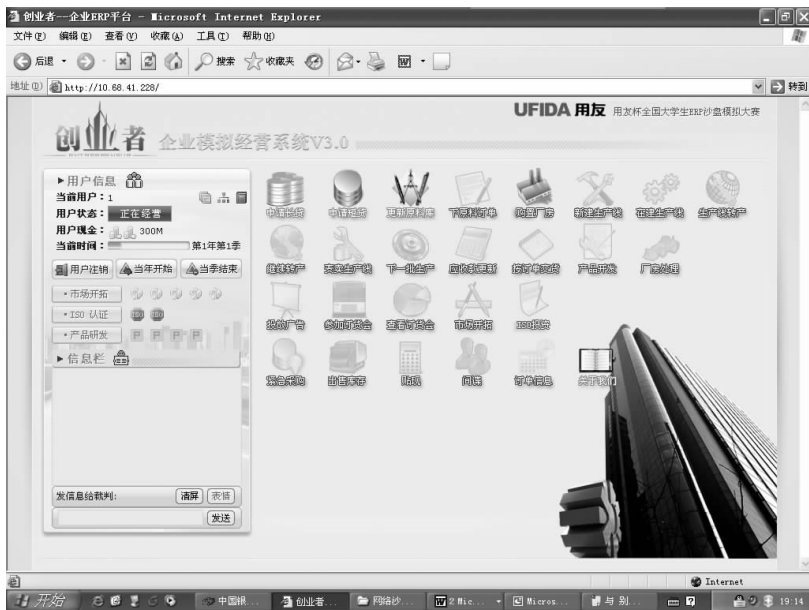 创业者--企业ERP平台 - Microsoft Internet Explorer
文件(F) 编辑(E) 查看(V) 收藏(A) 工具(T) 帮助(H)
后退 搜索 收藏夹
地址(D) http://10.68.41.228/ 转到
UFIDA 用友 用友杯全国大学生ERP沙盘模拟大赛
创业者 企业模拟经营系统V3.0
用户信息
当前用户:1
用户状态: 正在经营
用户现金: 300M
当前时间: 第1年第1季
用户注销 当年开始 当季结束
市场开拓
ISO 认证 ISO ISO
产品研发 P P P P
信息栏
申请长贷 申请短贷 更新原料库 下原料订单 购置厂房 新建生产线 在建生产线 生产线转产
继续转产 变卖生产线 下一批生产 应收款更新 按订单交货 产品开发 厂房处理
投放广告 参加订货会 查看订货会 市场开拓 ISO投资
紧急采购 出售库存 贴现 间谍 订单信息 关于我们
发信息给裁判: 清屏 表情
发送
Internet
开始 中国银... 创业者... 网络沙... 2 Mic... Micros... 与 别... 19:14